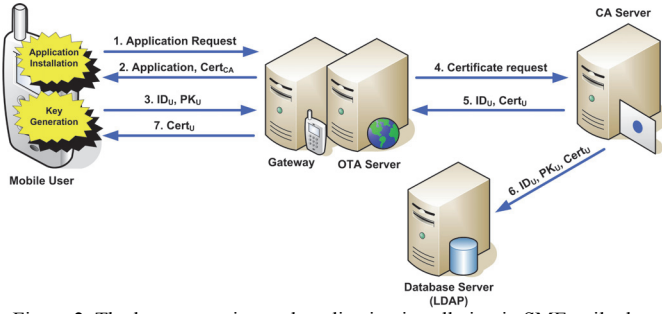 CA Server
Application
Installation
1. Application Request
2. Application, CertCA
4. Certificate request
3. IDU, PKU
5. IDU, CertU
Key
Generation
7. CertU
Gateway
OTA Server
Mobile User
6. IDU, PKU, CertU
Database Server
(LDAP)